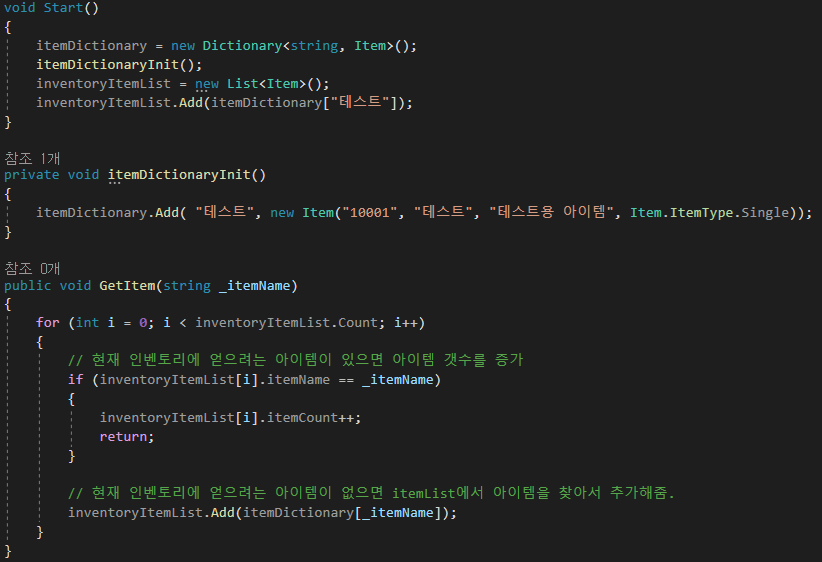 void Start()
{
itemDictionary = new Dictionary<string, Item>();
itemDictionaryInit();
inventoryItemList = new List<Item>();
inventoryItemList.Add(itemDictionary["테스트"]);
}
참조 1개
private void itemDictionaryInit()
{
itemDictionary.Add( "테스트", new Item("10001", "테스트", "테스트용 아이템", Item.ItemType.Single));
}
참조 0개
public void GetItem(string _itemName)
{
for (int i = 0; i < inventoryItemList.Count; i++)
{
// 현재 인벤토리에 얻으려는 아이템이 있으면 아이템 갯수를 증가
if (inventoryItemList[i].itemName == _itemName)
{
inventoryItemList[i].itemCount++;
return;
}
// 현재 인벤토리에 얻으려는 아이템이 없으면 itemList에서 아이템을 찾아서 추가해줌.
inventoryItemList.Add(itemDictionary[_itemName]);
}
}